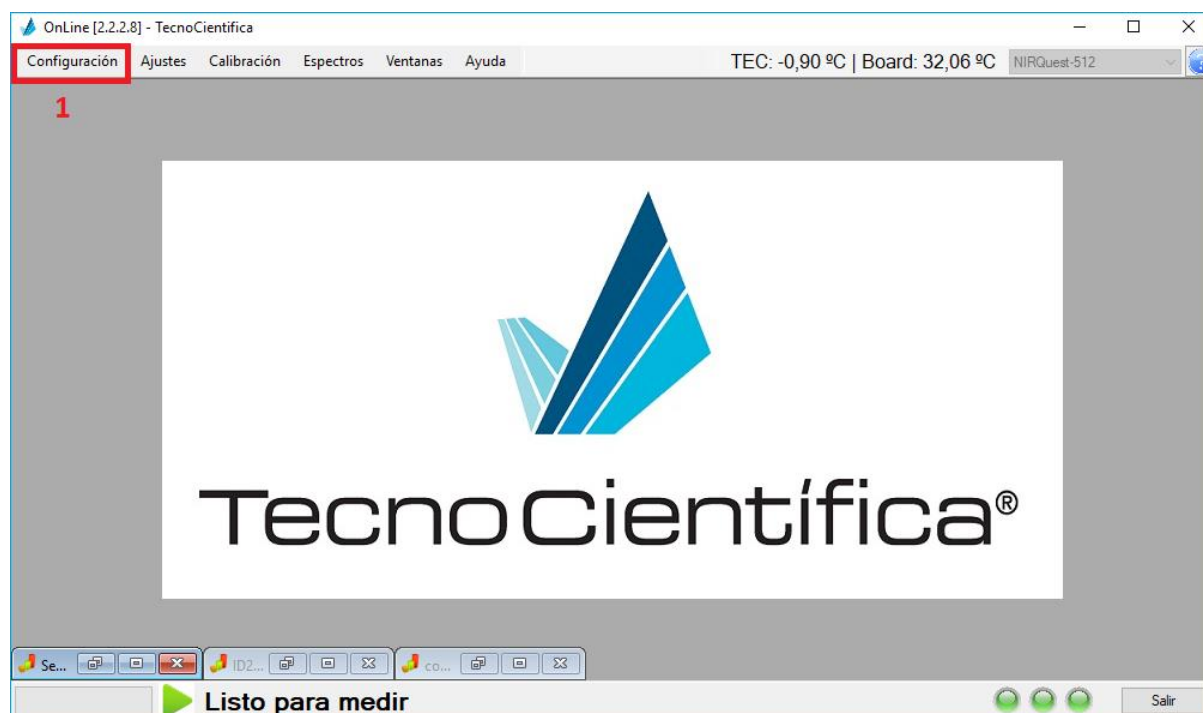 OnLine [2.2.2.8] - TecnoCientifica
Configuración Ajustes Calibración Espectros Ventanas Ayuda TEC: -0,90 ºC | Board: 32,06 ºC NIRQuest-512
1
TecnoCientífica®
Se... ID2... co...
Listo para medir Salir